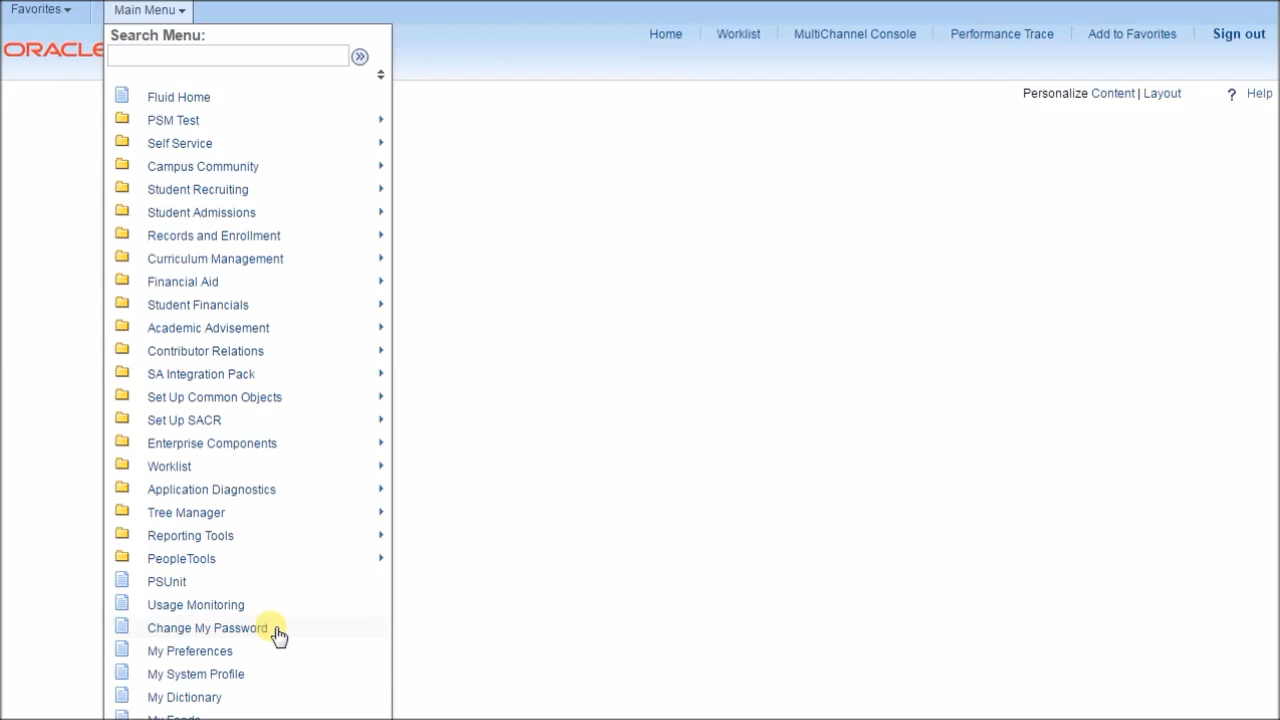 Favorites
Main Menu
Search Menu:
ORACLE
Home
Worklist
MultiChannel Console
Performance Trace
Add to Favorites
Sign out
Personalize Content | Layout
? Help
Fluid Home
PSM Test
Self Service
Campus Community
Student Recruiting
Student Admissions
Records and Enrollment
Curriculum Management
Financial Aid
Student Financials
Academic Advisement
Contributor Relations
SA Integration Pack
Set Up Common Objects
Set Up SACR
Enterprise Components
Worklist
Application Diagnostics
Tree Manager
Reporting Tools
PeopleTools
PSUnit
Usage Monitoring
Change My Password
My Preferences
My System Profile
My Dictionary
My Feeds